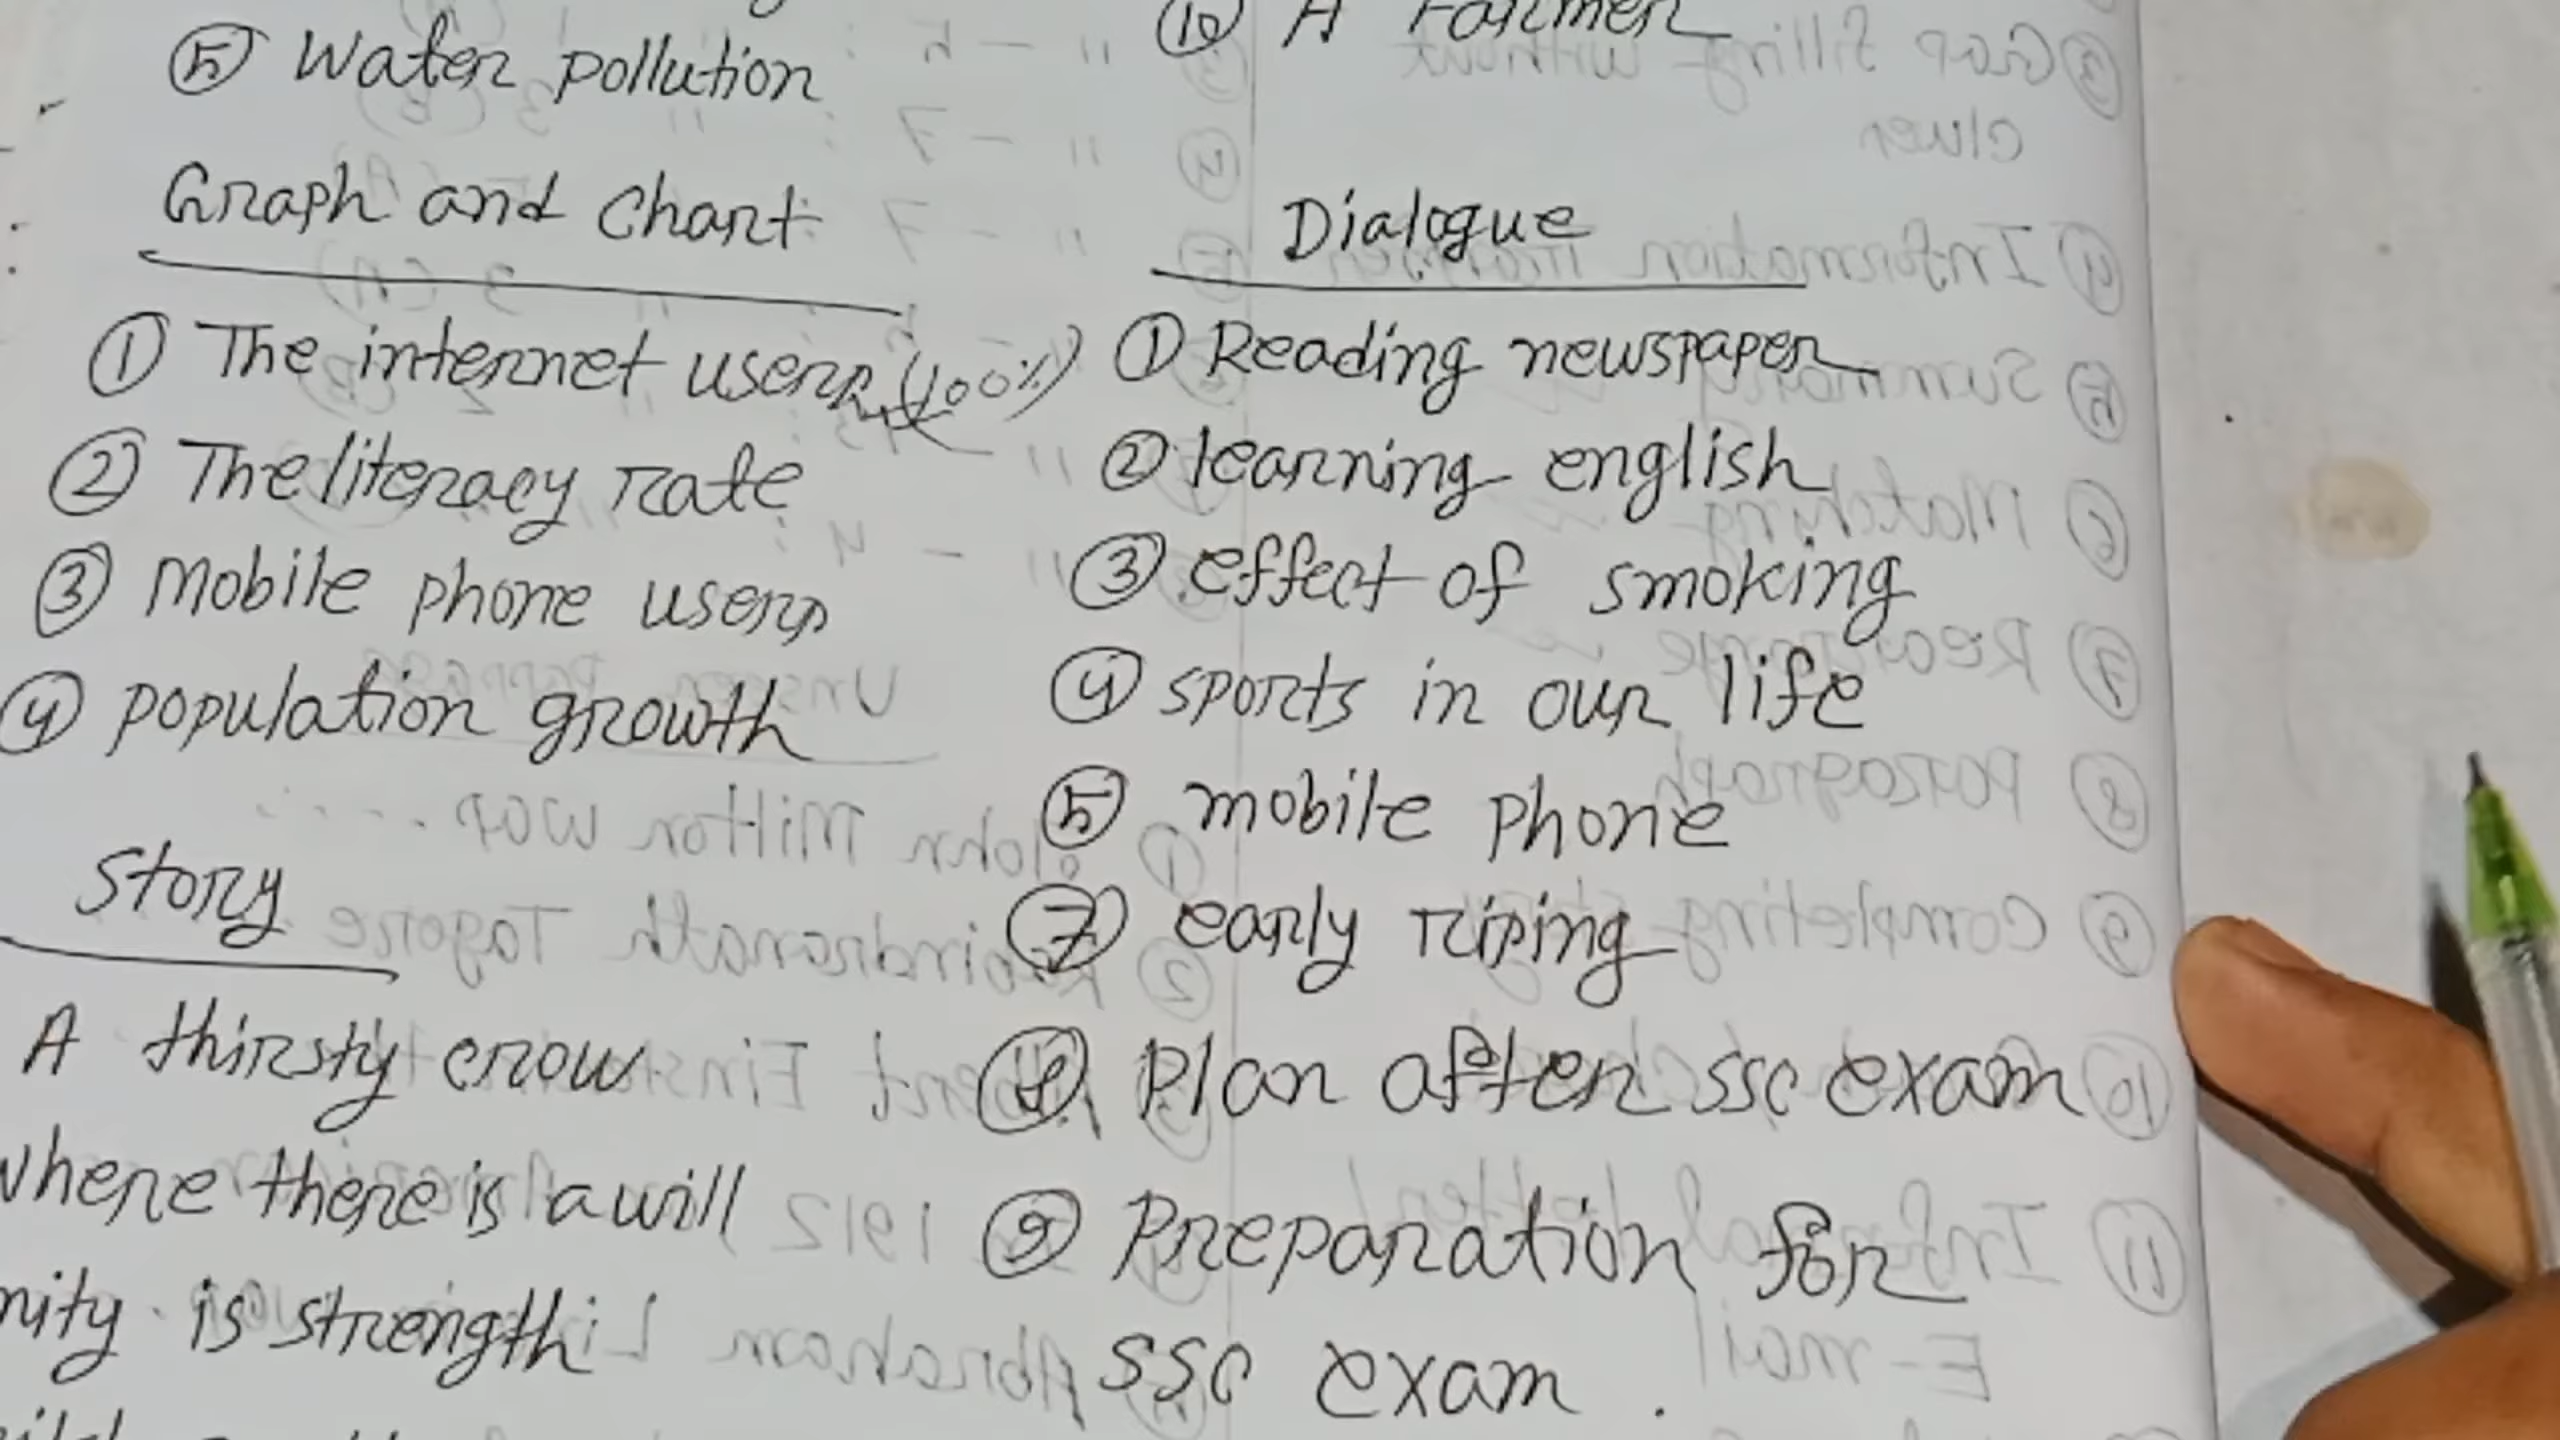 ⑤ Water pollution
Graph and Chart
① The internet users (100%)
② The literacy rate
③ Mobile phone users
④ population growth
Story
A thirsty crow
where there is a will
nity is strength
⑩ A Farmer
Dialogue
① Reading newspaper
② learning english
③ effect of smoking
④ sports in our life
⑤ mobile phone
⑦ early rising
⑧ Plan after ssc exam
⑨ Preparation for
ssc exam.